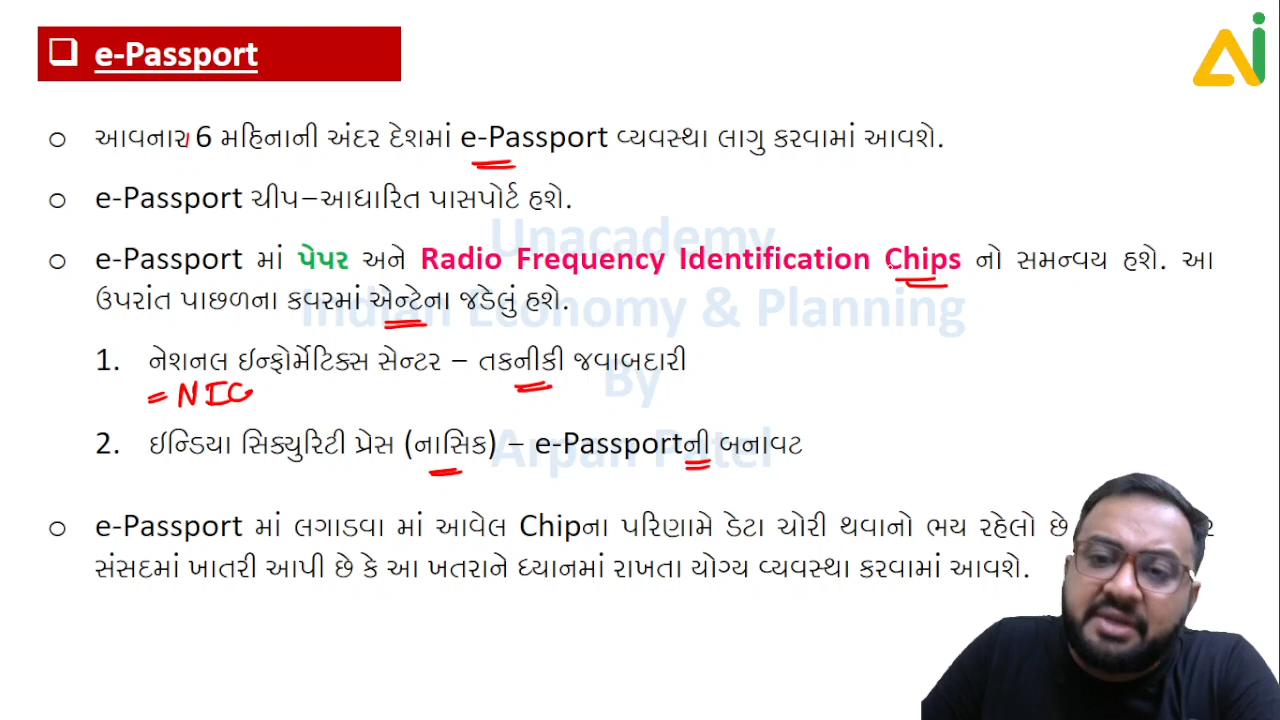 ❑ e-Passport
○ આવનાર 6 મહિનાની અંદર દેશમાં e-Passport વ્યવસ્થા લાગુ કરવામાં આવશે.
○ e-Passport ચીપ–આધારિત પાસપોર્ટ હશે.
○ e-Passport માં પેપર અને Radio Frequency Identification Chips નો સમન્વય હશે. આ
ઉપરાંત પાછળના કવરમાં એન્ટેના જડેલું હશે.
1. નેશનલ ઇન્ફોર્મેટિક્સ સેન્ટર – તકનીકી જવાબદારી
= NIC
2. ઈન્ડિયા સિક્યુરિટી પ્રેસ (નાસિક) – e-Passportની બનાવટ
○ e-Passport માં લગાડવા માં આવેલ Chipના પરિણામે ડેટા ચોરી થવાનો ભય રહેલો છે
સંસદમાં ખાતરી આપી છે કે આ ખતરાને ધ્યાનમાં રાખતા યોગ્ય વ્યવસ્થા કરવામાં આવશે.
Unacademy
Indian Economy & Planning
By
Arpan Patel